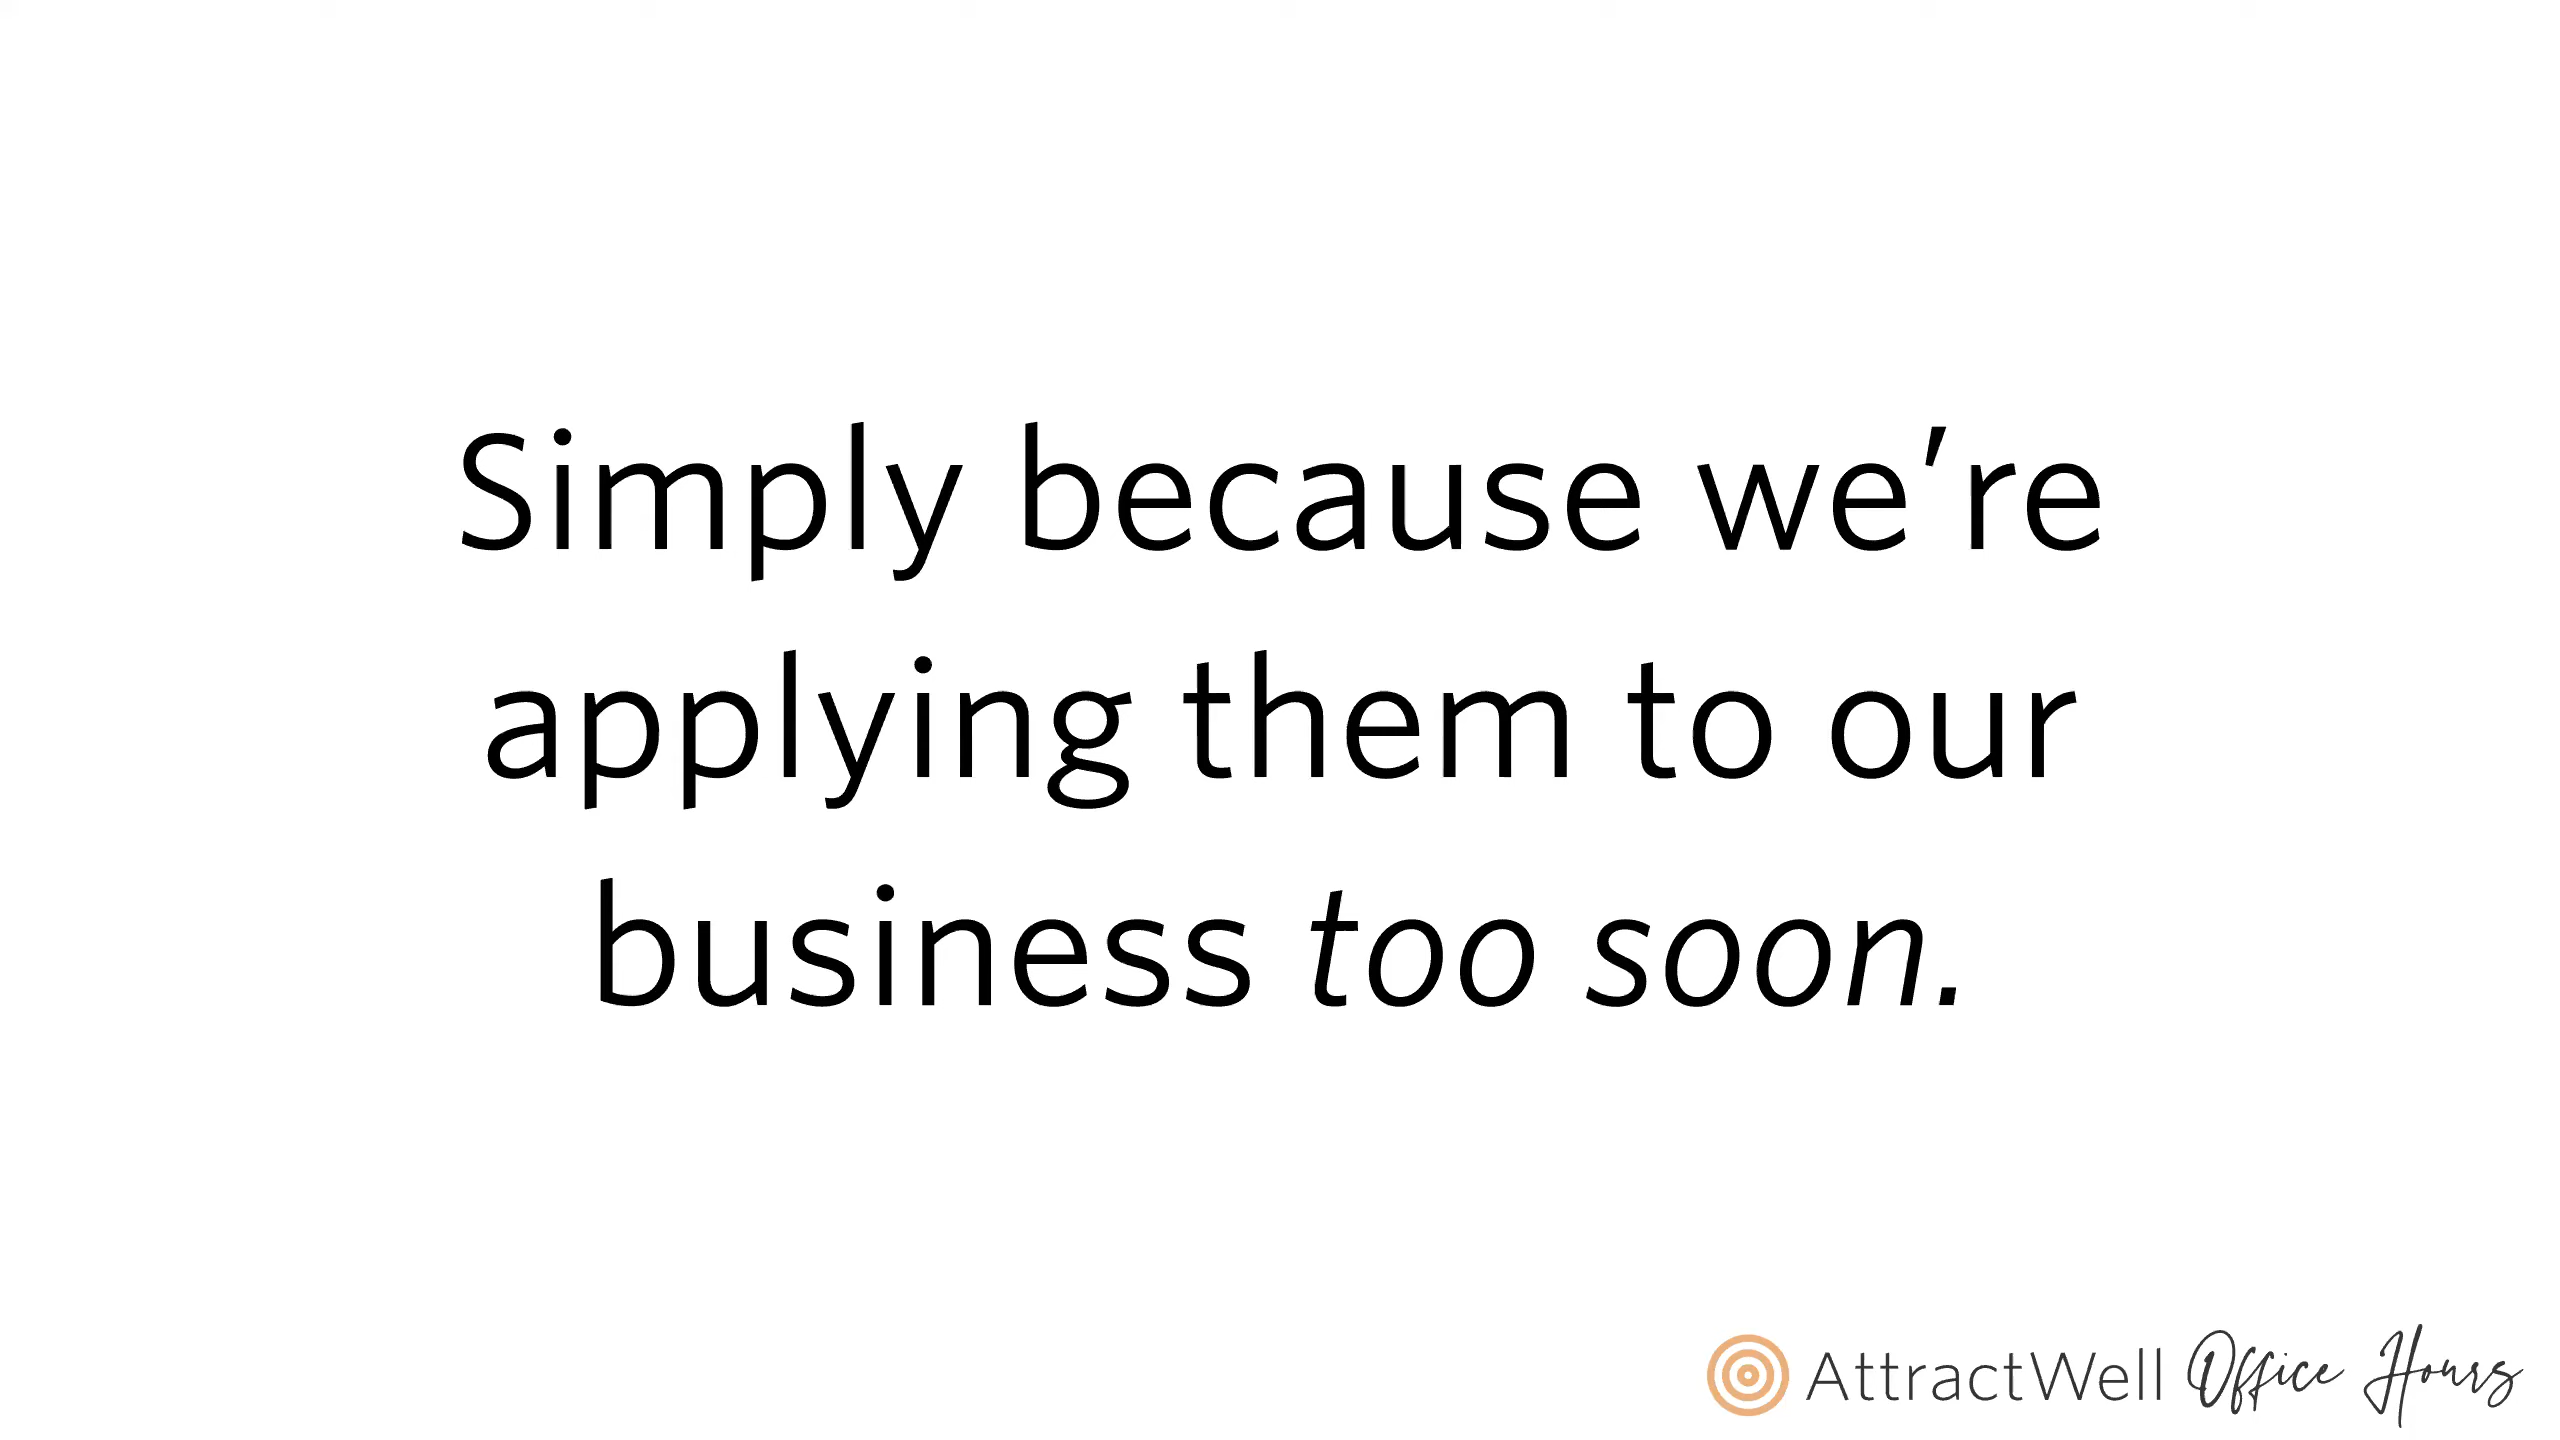 Simply because we're
applying them to our
business too soon.
AttractWell Office Hours